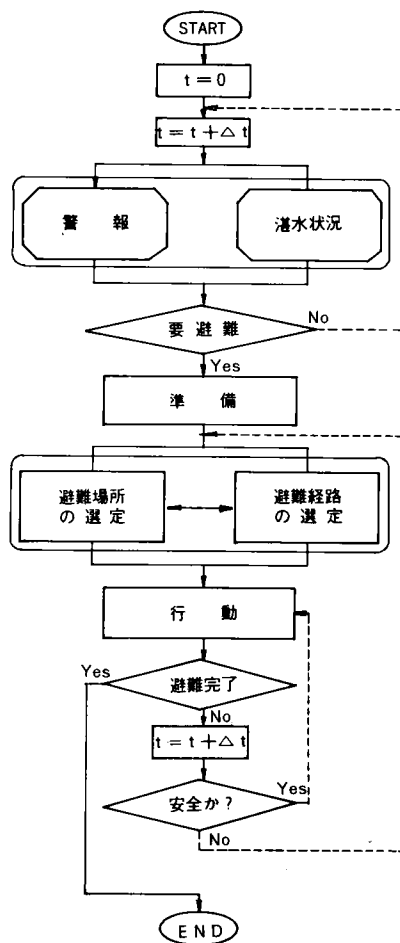 START
t = 0
t = t + △ t
警 報
湛水状況
要 避 難
No
Yes
準 備
避難場所
の 選 定
避難経路
の 選 定
行 動
Yes
避難完了
No
t = t + △ t
安全か？
Yes
No
END